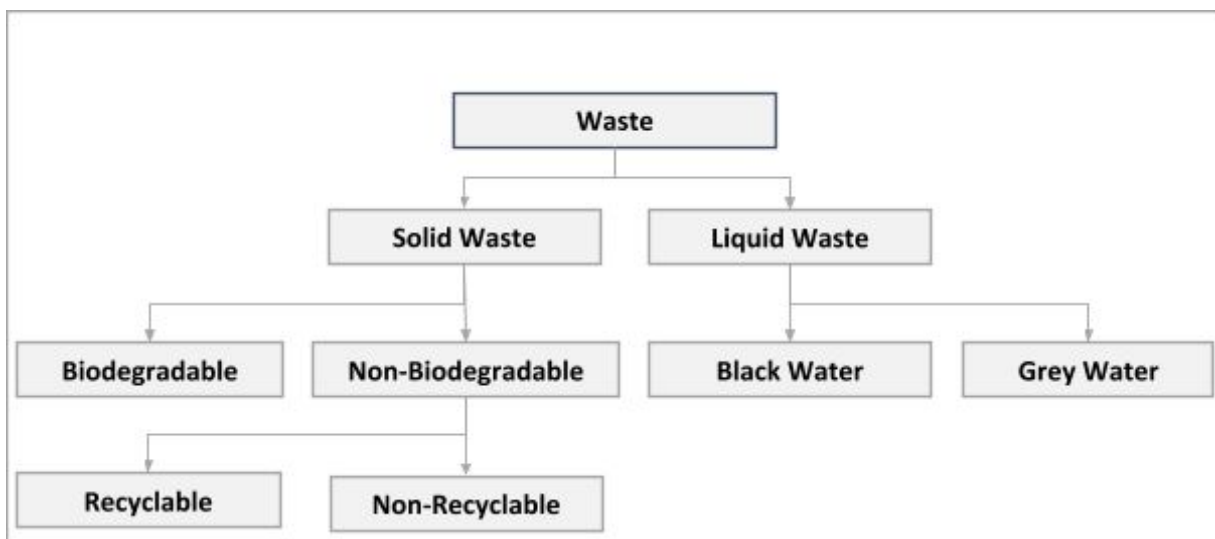 Waste
Solid Waste
Liquid Waste
Biodegradable
Non-Biodegradable
Black Water
Grey Water
Recyclable
Non-Recyclable